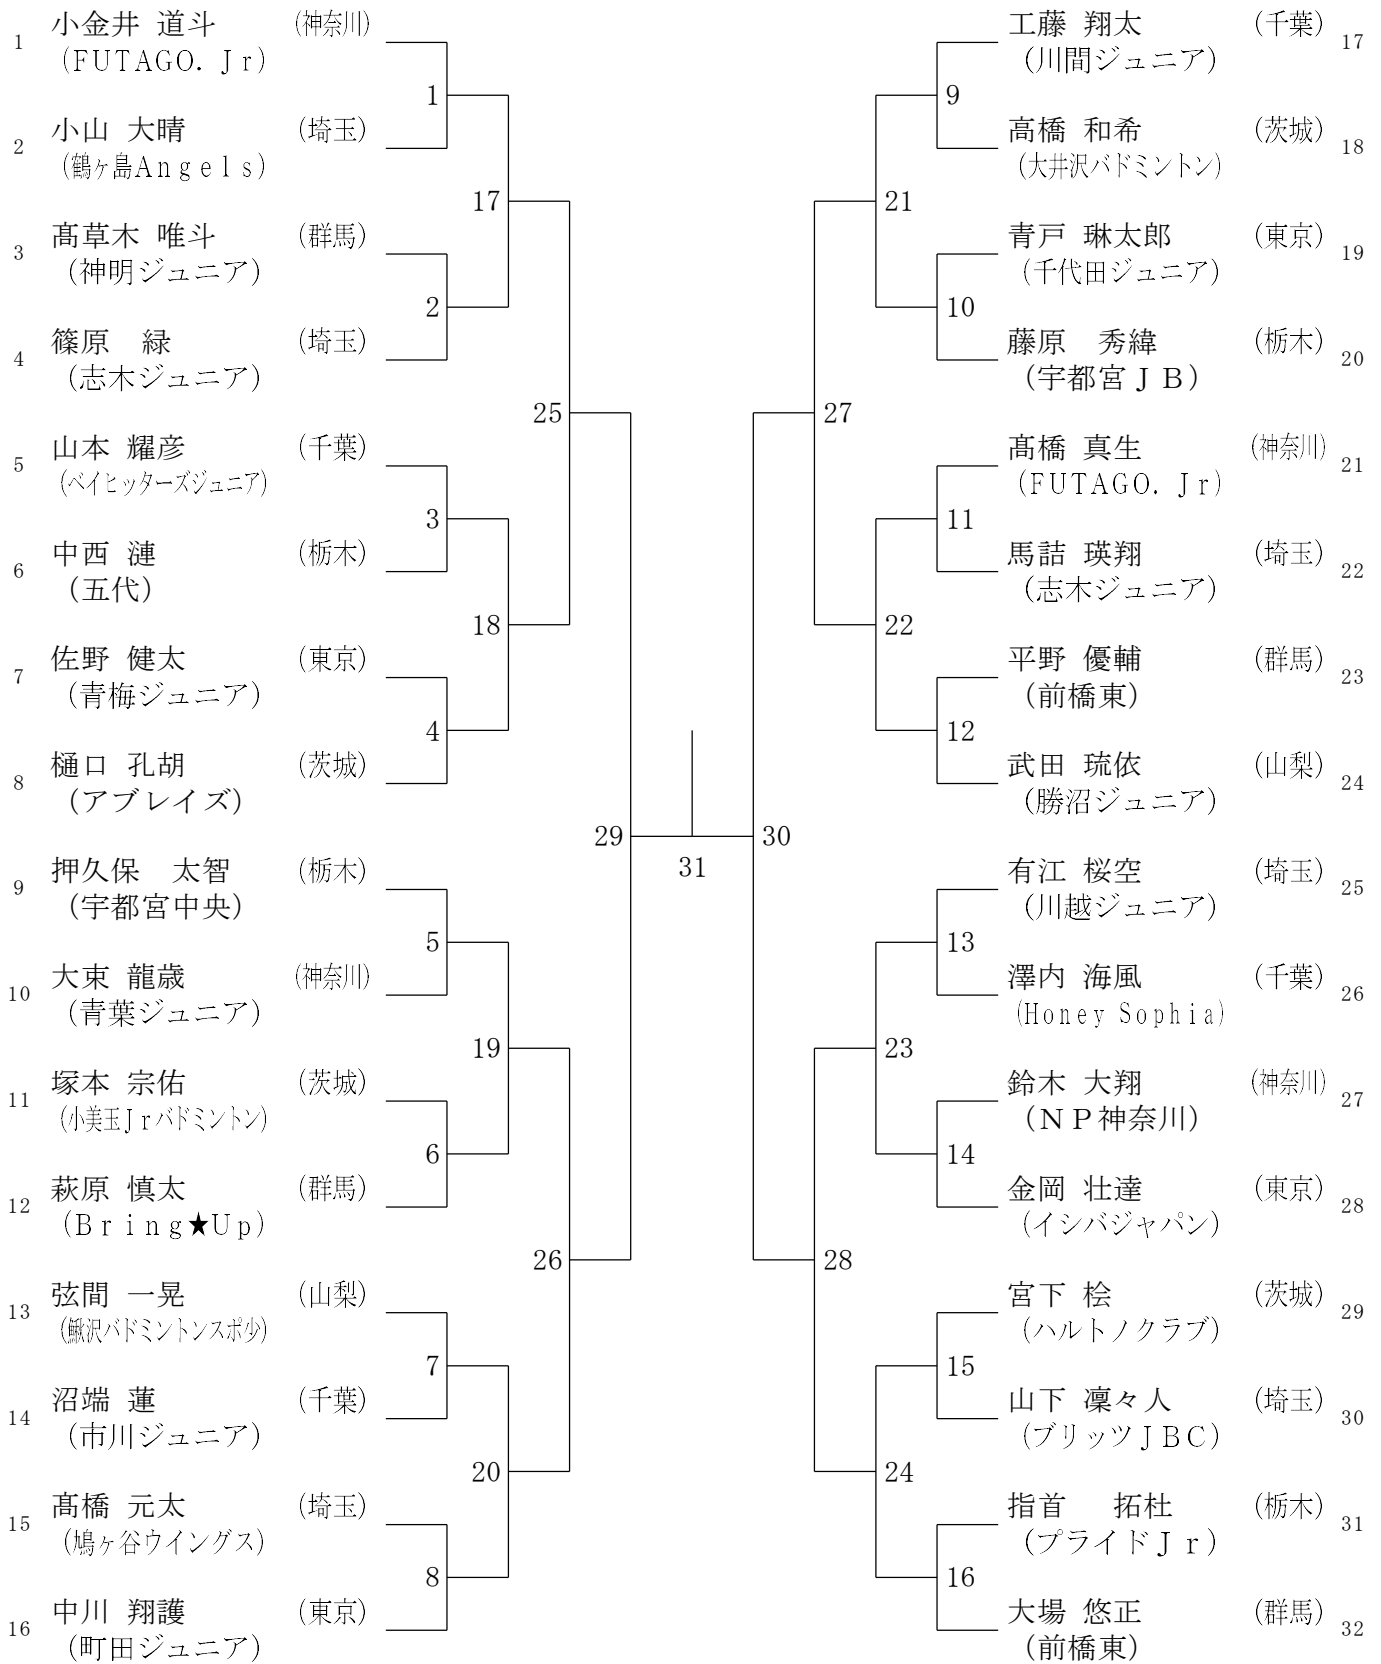 小金井 道斗 (神奈川)
1
(FUTAGO. Jr)
1
小山 大晴 (埼玉)
2
(鶴ヶ島Angels)
17
髙草木 唯斗 (群馬)
3
(神明ジュニア)
2
篠原 緑 (埼玉)
4
(志木ジュニア)
25
山本 耀彦 (千葉)
5
(ベイヒッターズジュニア)
3
中西 漣 (栃木)
6
(五代)
18
佐野 健太 (東京)
7
(青梅ジュニア)
4
樋口 孔胡 (茨城)
8
(アブレイズ)
29
押久保 太智 (栃木)
9
(宇都宮中央)
5
大東 龍歳 (神奈川)
10
(青葉ジュニア)
19
塚本 宗佑 (茨城)
11
(小美玉Jrバドミントン)
6
萩原 慎太 (群馬)
12
(Bring★Up)
26
弦間 一晃 (山梨)
13
(鰍沢バドミントンスポ少)
7
沼端 蓮 (千葉)
14
(市川ジュニア)
20
髙橋 元太 (埼玉)
15
(鳩ヶ谷ウイングス)
8
中川 翔護 (東京)
16
(町田ジュニア)
31
工藤 翔太 (千葉)
17
(川間ジュニア)
9
高橋 和希 (茨城)
18
(大井沢バドミントン)
21
青戸 琳太郎 (東京)
19
(千代田ジュニア)
10
藤原 秀緯 (栃木)
20
(宇都宮JB)
27
髙橋 真生 (神奈川)
21
(FUTAGO. Jr)
11
馬詰 瑛翔 (埼玉)
22
(志木ジュニア)
22
平野 優輔 (群馬)
23
(前橋東)
12
武田 琉依 (山梨)
24
(勝沼ジュニア)
30
有江 桜空 (埼玉)
25
(川越ジュニア)
13
澤内 海風 (千葉)
26
(Honey Sophia)
23
鈴木 大翔 (神奈川)
27
(NP神奈川)
14
金岡 壮達 (東京)
28
(イシバジャパン)
28
宮下 桧 (茨城)
29
(ハルトノクラブ)
15
山下 凜々人 (埼玉)
30
(ブリッツJBC)
24
指首 拓杜 (栃木)
31
(プライドJr)
16
大場 悠正 (群馬)
32
(前橋東)